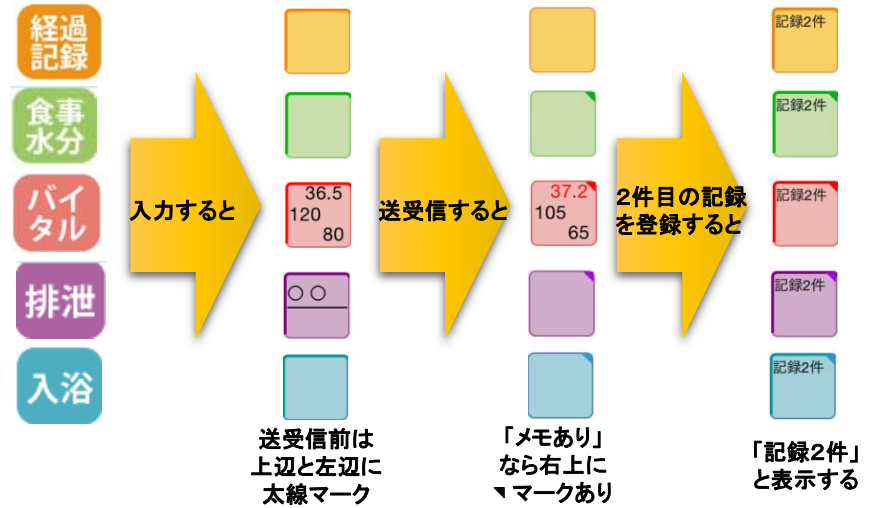 経過
記録
食事
水分
バイ
タル
排泄
入浴
入力すると
36.5
120
80
○ ○
送受信前は
上辺と左辺に
太線マーク
送受信すると
37.2
105
65
「メモあり」
なら右上に
◥マークあり
2件目の記録
を登録すると
記録2件
記録2件
記録2件
記録2件
記録2件
「記録2件」
と表示する